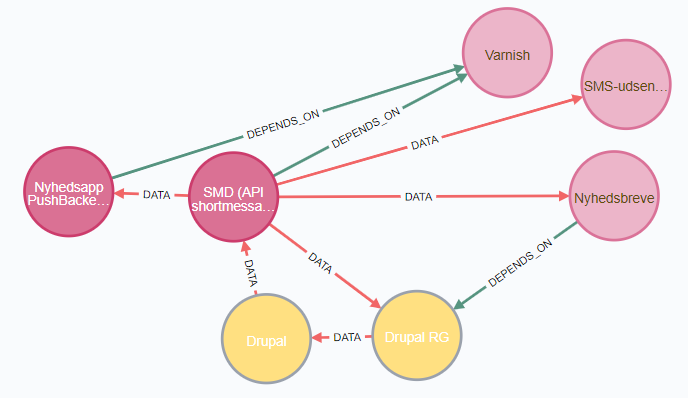 Varnish
SMS-udsen...
DEPENDS_ON
DEPENDS_ON
DATA
Nyhedsapp
PushBacke...
DATA
SMD (API
shortmessa...
DATA
Nyhedsbreve
DATA
DEPENDS_ON
DATA
Drupal
DATA
Drupal RG